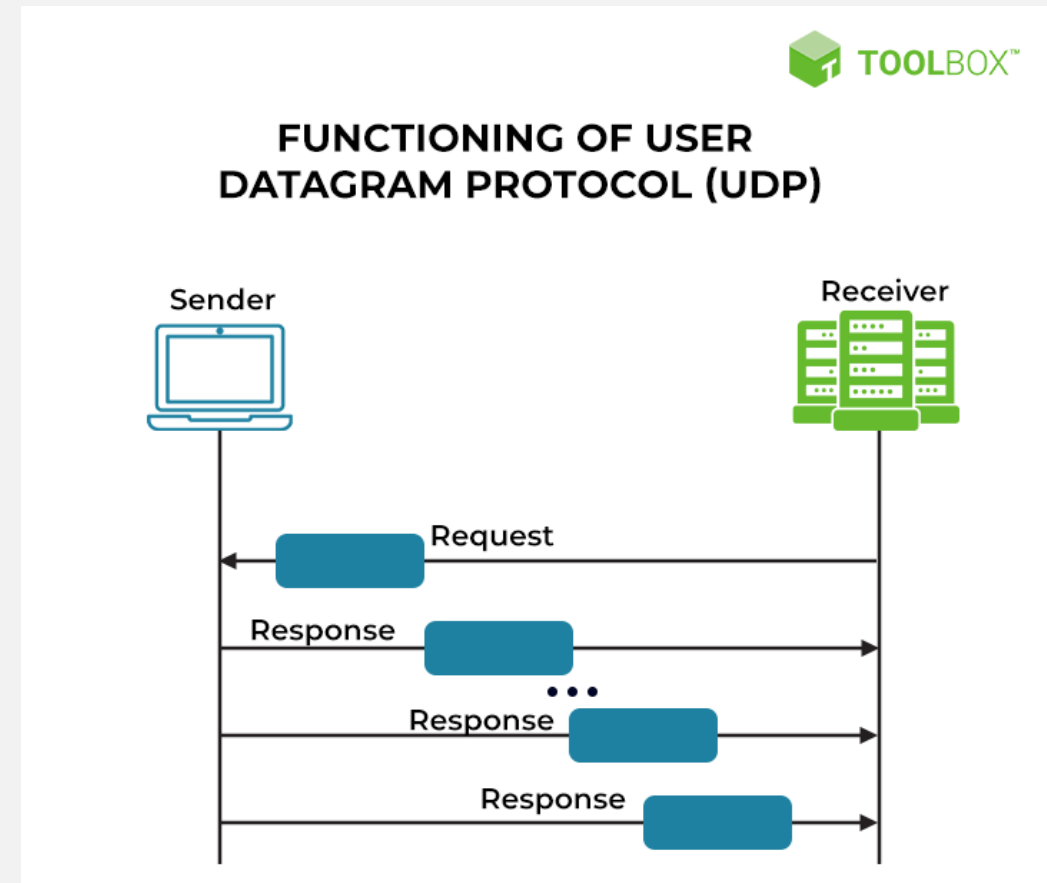 TOOLBOX™
FUNCTIONING OF USER
DATAGRAM PROTOCOL (UDP)
Sender
Receiver
Request
Response
...
Response
Response